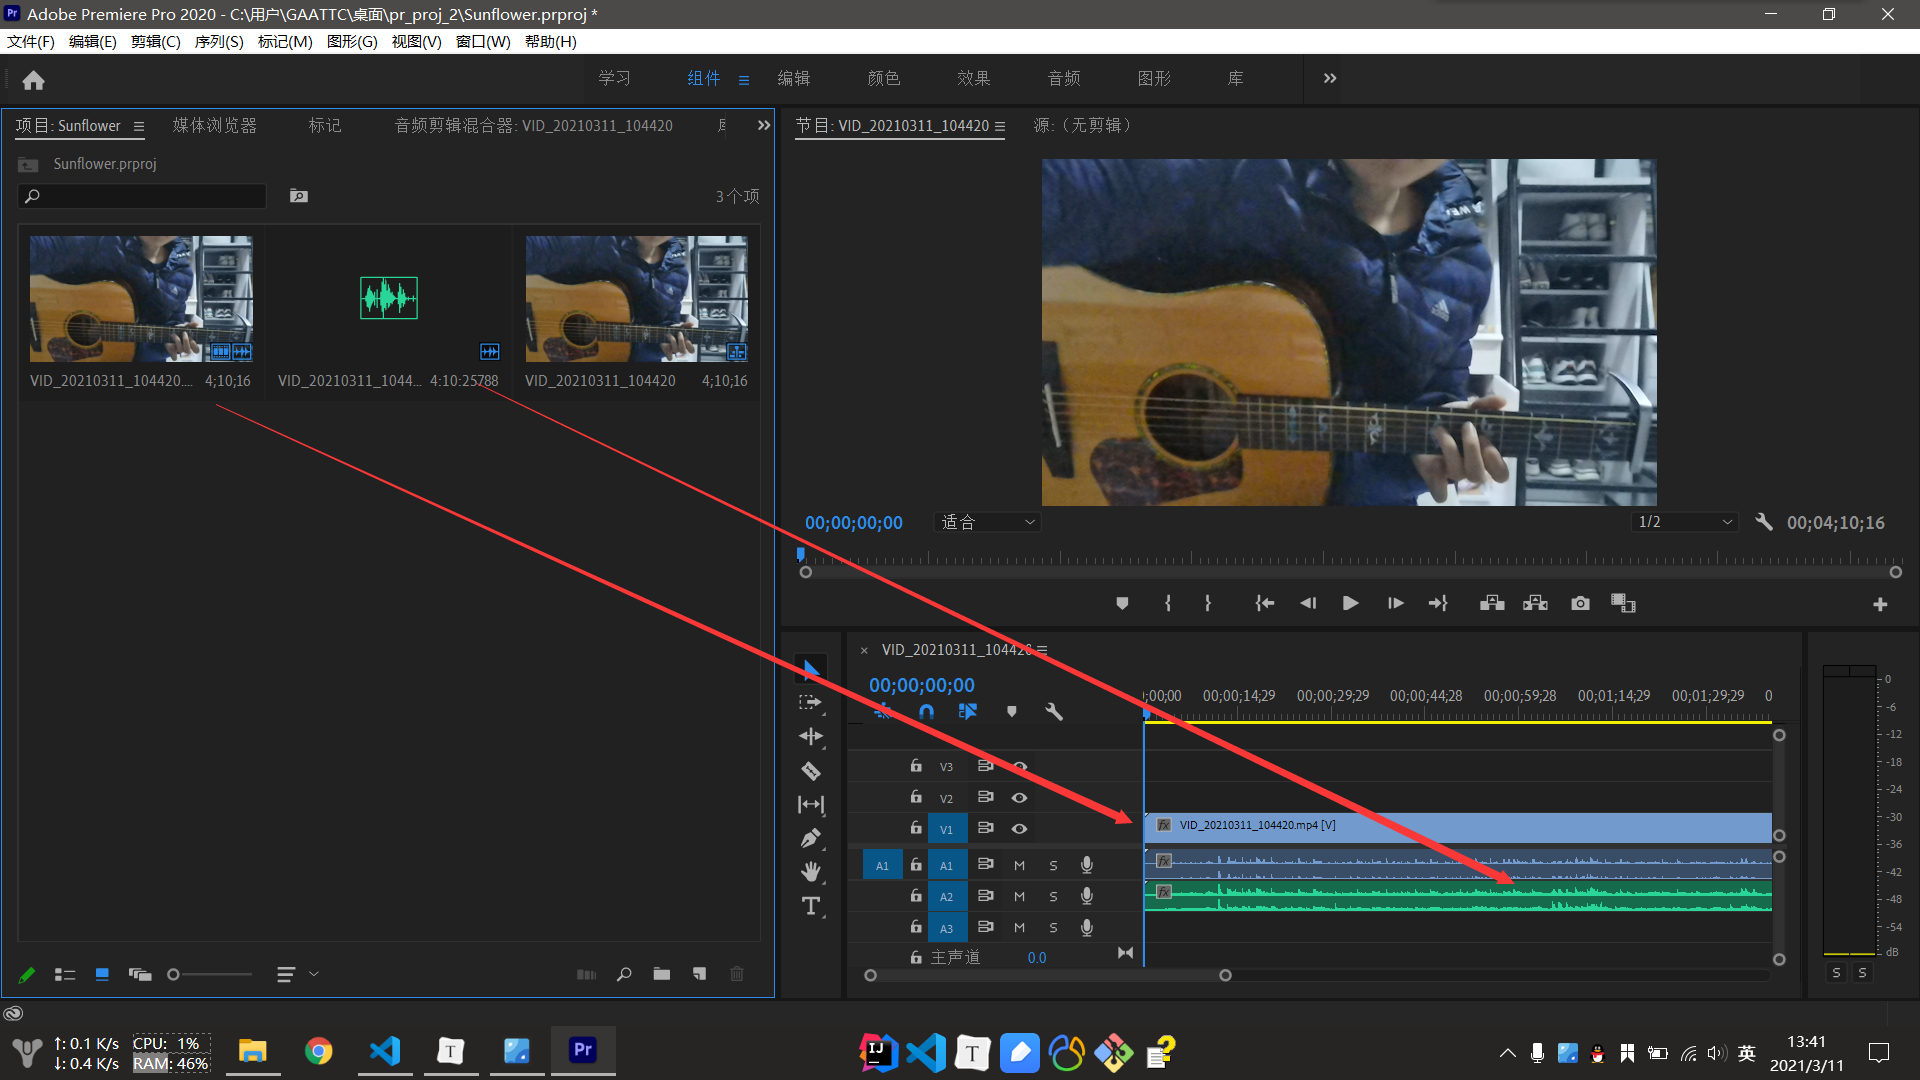 Adobe Premiere Pro 2020 - C:\用户\GAATTC\桌面\pr_proj_2\Sunflower.prproj *
文件(F) 编辑(E) 剪辑(C) 序列(S) 标记(M) 图形(G) 视图(V) 窗口(W) 帮助(H)
学习 组件 编辑 颜色 效果 音频 图形 库
项目: Sunflower 媒体浏览器 标记 音频剪辑混合器: VID_20210311_104420
节目: VID_20210311_104420 源: (无剪辑)
Sunflower.prproj
3 个项
VID_20210311_104420.... 4;10;16 VID_20210311_1044... 4:10:25788 VID_20210311_104420 4;10;16
00;00;00;00 适合 1/2 00;04;10;16
× VID_20210311_104420
00;00;00;00
;00;00 00;00;14;29 00;00;29;29 00;00;44;28 00;00;59;28 00;01;14;29 00;01;29;29 0
V3
V2
V1 VID_20210311_104420.mp4 [V]
A1 A1 M S
A2 M S
A3 M S
主声道 0.0
0
-6
-12
-18
-24
-30
-36
-42
-48
-54
dB
S S
↑: 0.1 K/s CPU: 1%
↓: 0.4 K/s RAM: 46%
英
13:41
2021/3/11